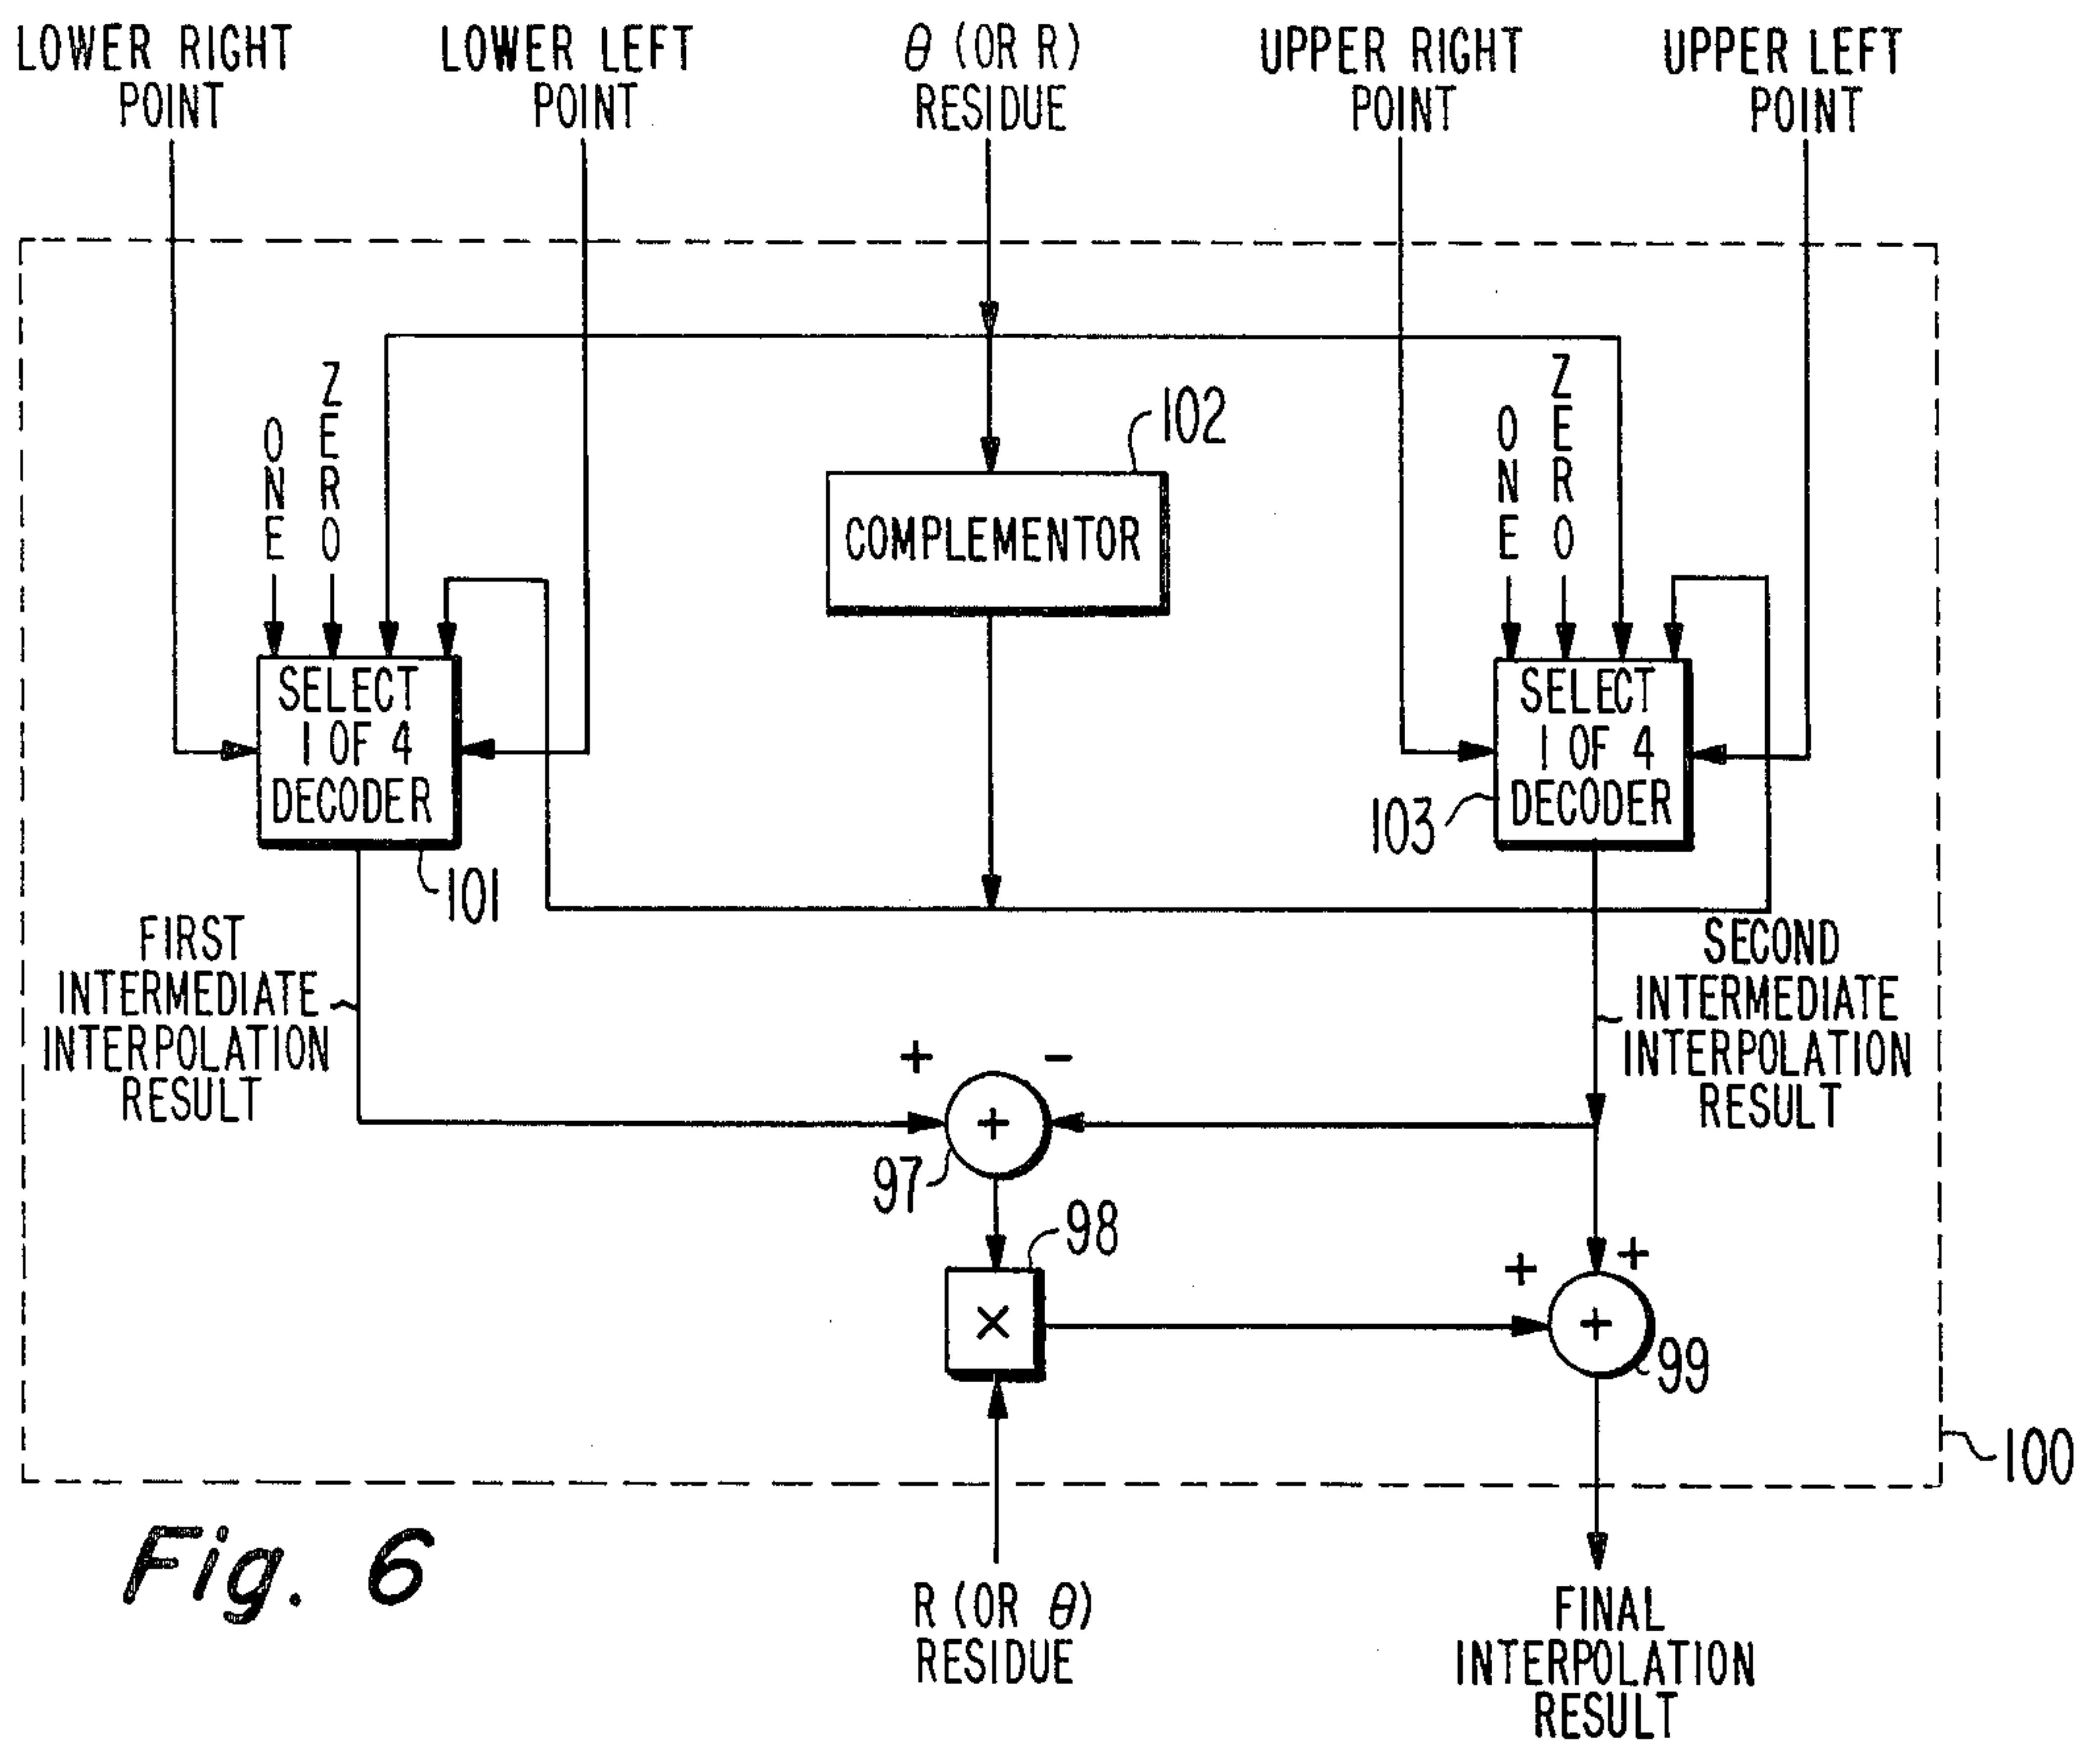 LOWER RIGHT
POINT
LOWER LEFT
POINT
θ (OR R)
RESIDUE
UPPER RIGHT
POINT
UPPER LEFT
POINT
ONE
ZERO
102
COMPLEMENTOR
ONE
ZERO
SELECT
1 OF 4
DECODER
101
SELECT
1 OF 4
DECODER
103
FIRST
INTERMEDIATE
INTERPOLATION
RESULT
SECOND
INTERMEDIATE
INTERPOLATION
RESULT
+ −
+
97
98
×
+ +
+
99
100
Fig. 6
R (OR θ)
RESIDUE
FINAL
INTERPOLATION
RESULT